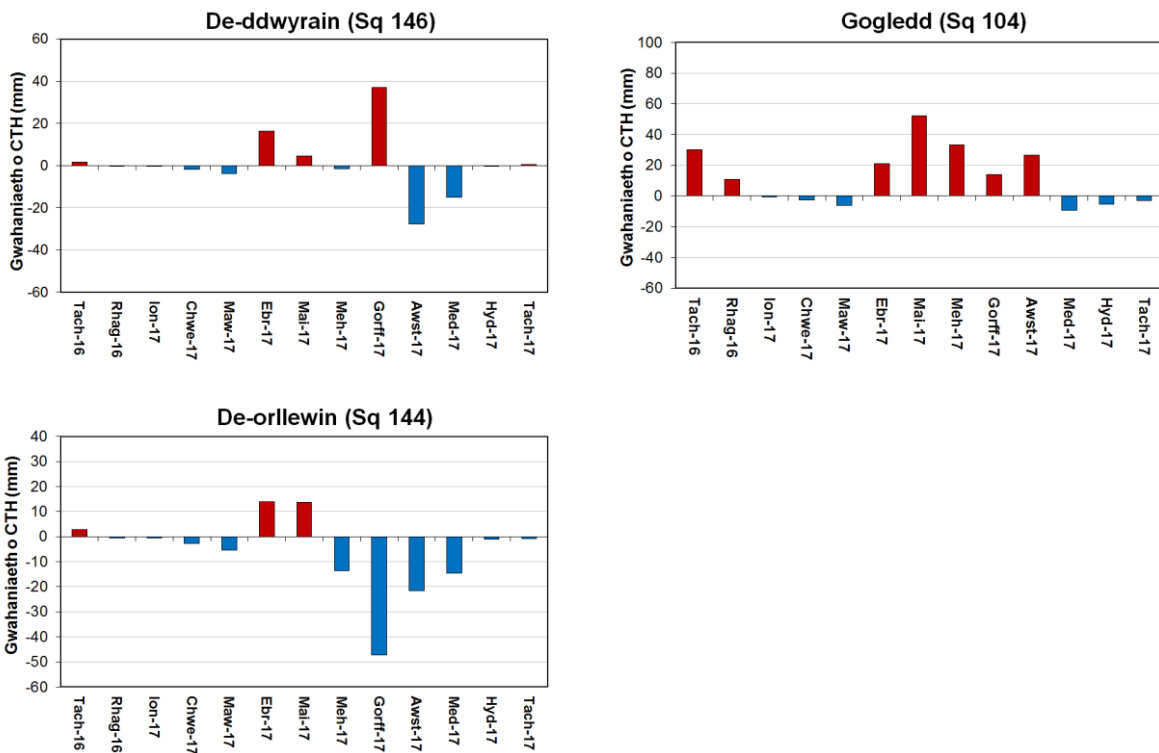 De-ddwyrain (Sq 146)
Gwahaniaeth o CTH (mm)
60
40
20
0
-20
-40
-60
Tach-16
Rhag-16
Ion-17
Chwe-17
Maw-17
Ebr-17
Mai-17
Meh-17
Gorff-17
Awst-17
Med-17
Hyd-17
Tach-17
Gogledd (Sq 104)
Gwahaniaeth o CTH (mm)
100
80
60
40
20
0
-20
-40
-60
Tach-16
Rhag-16
Ion-17
Chwe-17
Maw-17
Ebr-17
Mai-17
Meh-17
Gorff-17
Awst-17
Med-17
Hyd-17
Tach-17
De-orllewin (Sq 144)
Gwahaniaeth o CTH (mm)
40
30
20
10
0
-10
-20
-30
-40
-50
-60
Tach-16
Rhag-16
Ion-17
Chwe-17
Maw-17
Ebr-17
Mai-17
Meh-17
Gorff-17
Awst-17
Med-17
Hyd-17
Tach-17